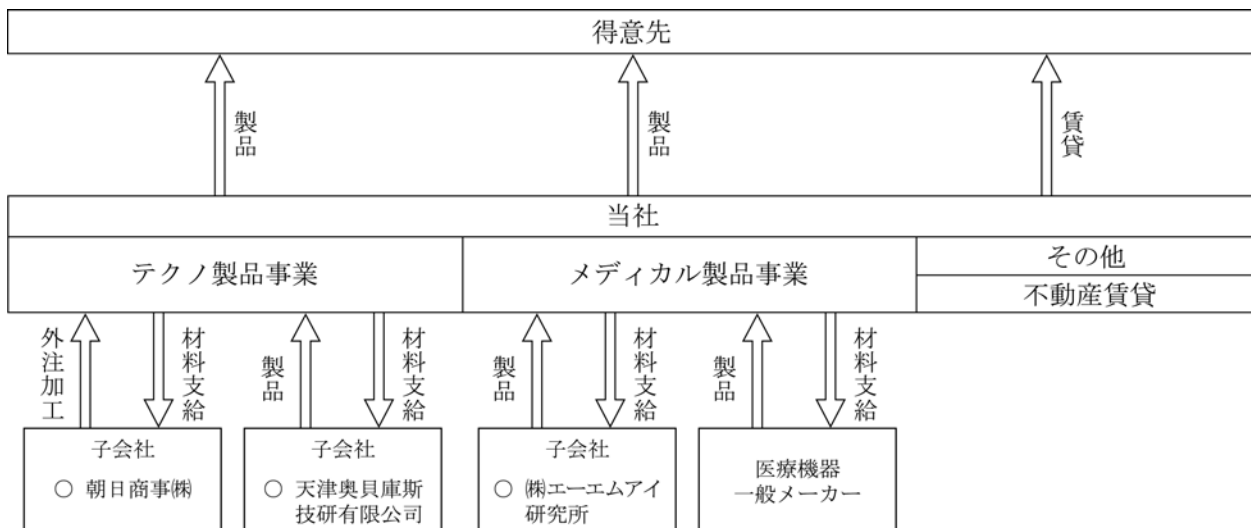 得意先
製品
製品
賃貸
当社
テクノ製品事業
メディカル製品事業
その他
不動産賃貸
外注加工
材料支給
製品
材料支給
製品
材料支給
製品
材料支給
子会社
○ 朝日商事㈱
子会社
○ 天津奥貝庫斯
技研有限公司
子会社
○ ㈱エーエムアイ
研究所
医療機器
一般メーカー